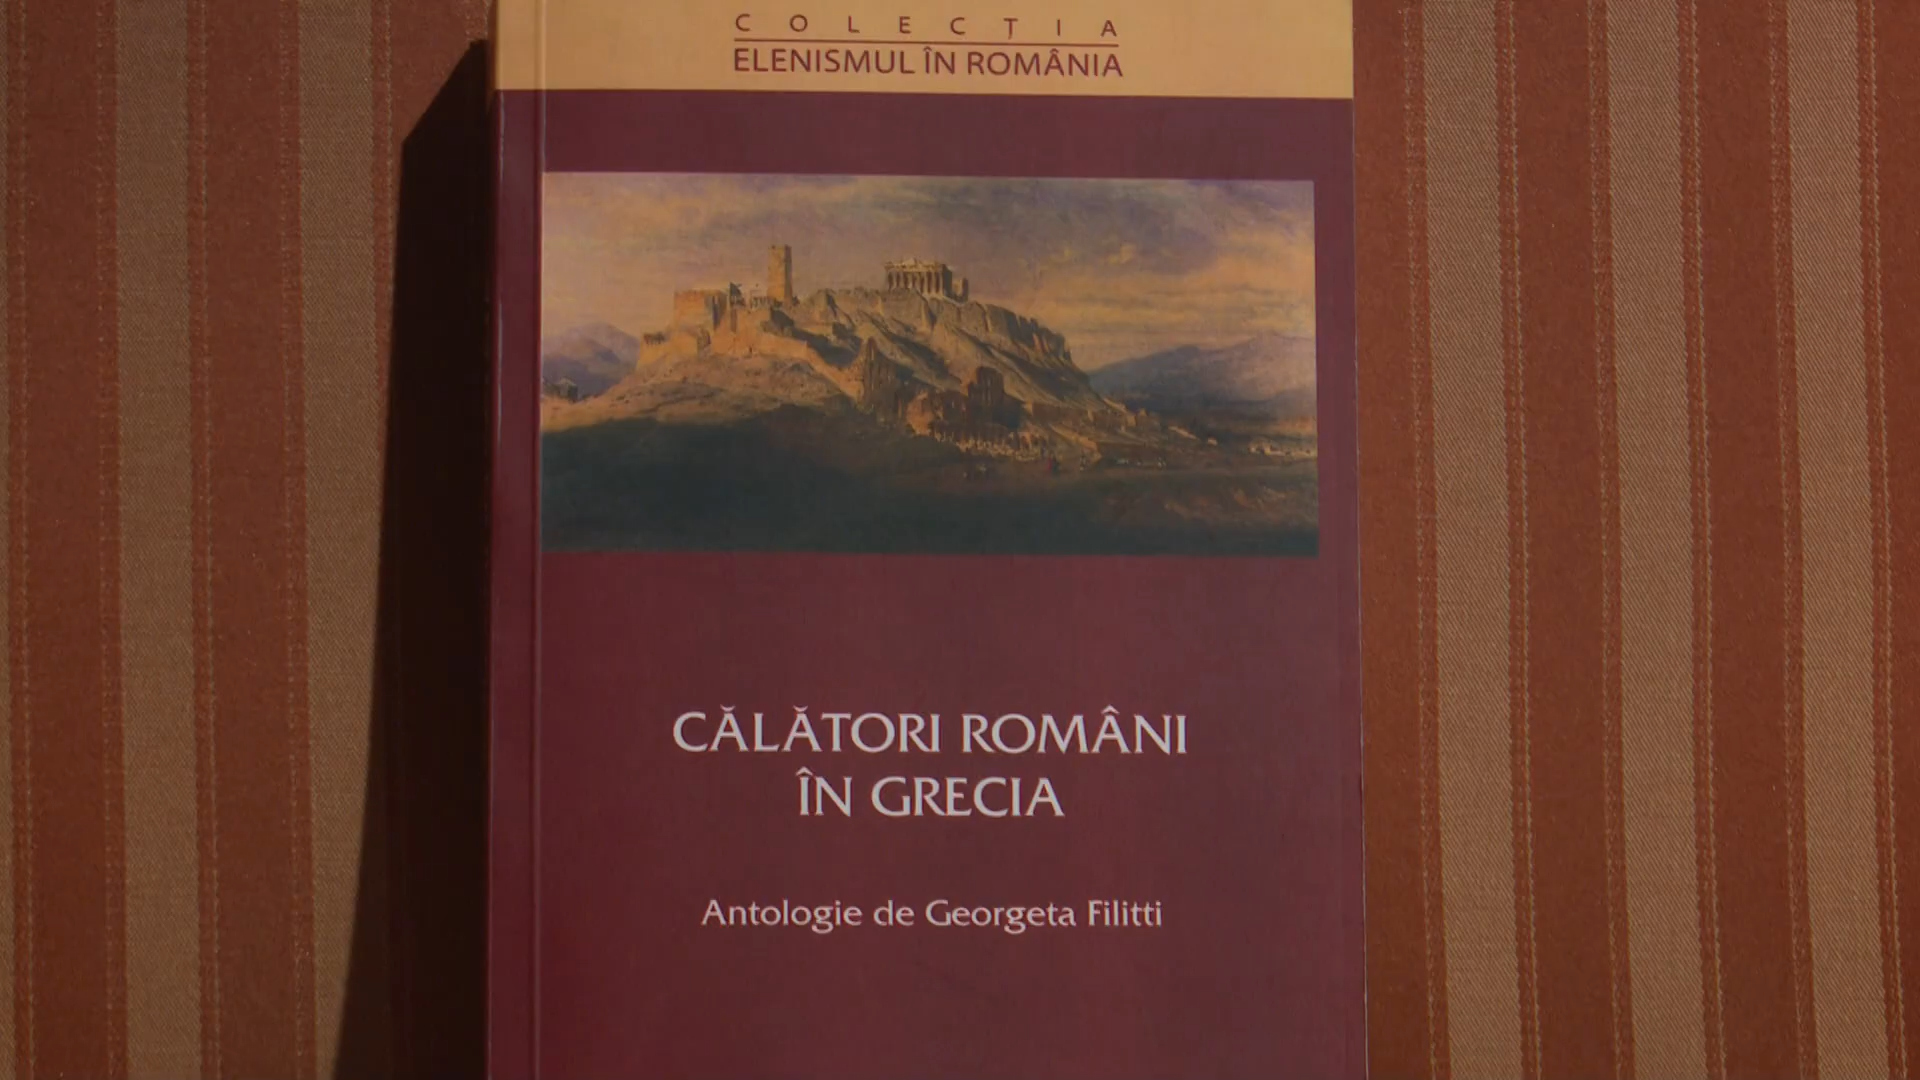 COLECȚIA
ELENISMUL ÎN ROMÂNIA
CĂLĂTORI ROMÂNI
ÎN GRECIA
Antologie de Georgeta Filitti